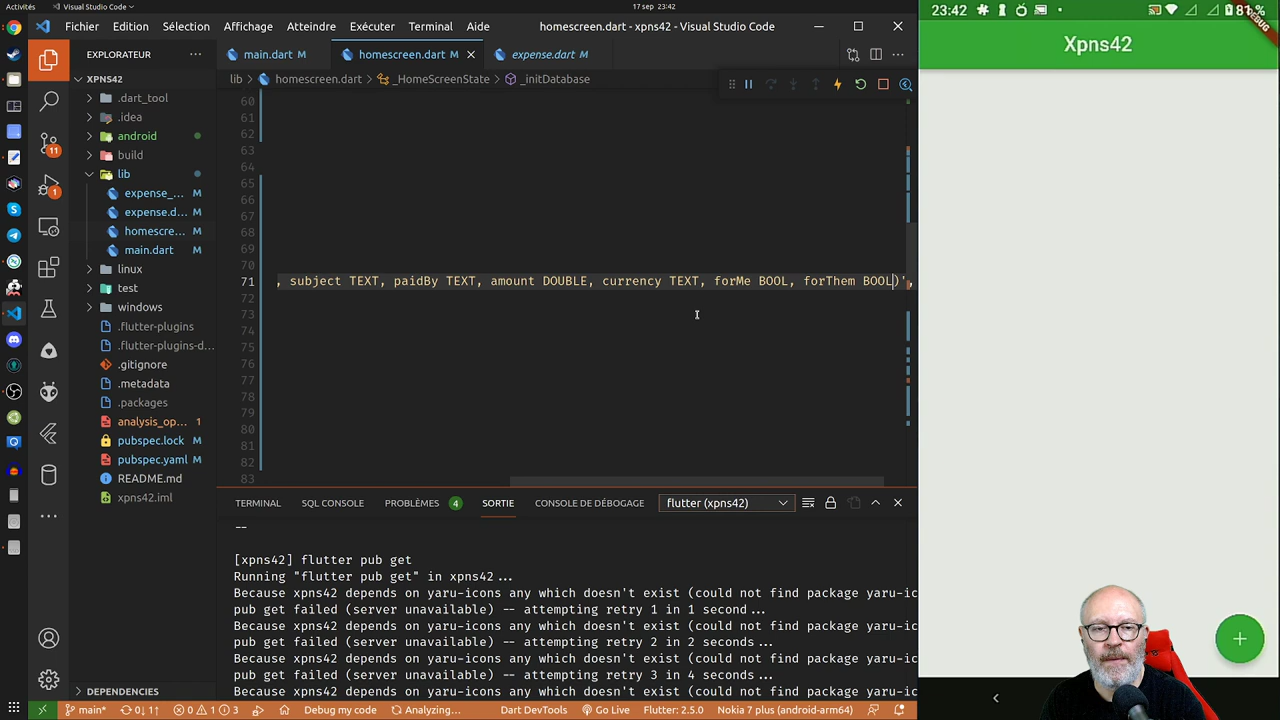 Activités
Visual Studio Code
17 sep 23:42
Fichier Edition Sélection Affichage Exécuter Terminal Aide
homescreen.dart - xpns42 - Visual Studio Code
EXPLORATEUR
XPNS42
.dart_tool
.idea
android
build
lib
expense_... M
expense.d... M
homescre... M
main.dart M
linux
test
windows
.flutter-plugins
.flutter-plugins-d...
.gitignore
.metadata
.packages
analysis_op... 1
pubspec.lock M
pubspec.yaml M
README.md
xpns42.iml
DEPENDENCIES
11
1
main.dart M
homescreen.dart M
expense.dart M
lib > homescreen.dart > _HomeScreenState > _initDatabase
60
61
62
63
64
65
66
67
68
69
70
71 , subject TEXT, paidBy TEXT, amount DOUBLE, currency TEXT, forMe BOOL, forThem BOOL)',
72
73
74
75
76
77
78
79
80
81
82
83
TERMINAL SQL CONSOLE PROBLÈMES 4 SORTIE CONSOLE DE DÉBOGAGE flutter (xpns42)
--
[xpns42] flutter pub get
Running "flutter pub get" in xpns42...
Because xpns42 depends on yaru-icons any which doesn't exist (could not find package yaru-ic
pub get failed (server unavailable) -- attempting retry 1 in 1 second...
Because xpns42 depends on yaru-icons any which doesn't exist (could not find package yaru-ic
pub get failed (server unavailable) -- attempting retry 2 in 2 seconds...
Because xpns42 depends on yaru-icons any which doesn't exist (could not find package yaru-ic
pub get failed (server unavailable) -- attempting retry 3 in 4 seconds...
Because xpns42 depends on yaru-icons any which doesn't exist (could not find package yaru-ic
main* 0↓ 1↑ 0 1 3 Debug my code Analyzing... Dart DevTools Go Live Flutter: 2.5.0 Nokia 7 plus (android-arm64)
23:42
81%
DEBUG
Xpns42